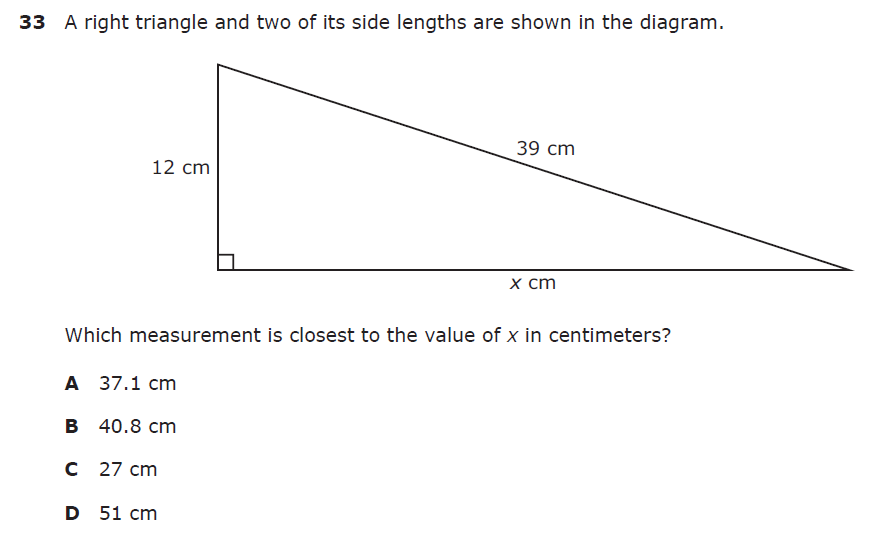 33 A right triangle and two of its side lengths are shown in the diagram.
39 cm
12 cm
x cm
Which measurement is closest to the value of x in centimeters?
A 37.1 cm
B 40.8 cm
C 27 cm
D 51 cm